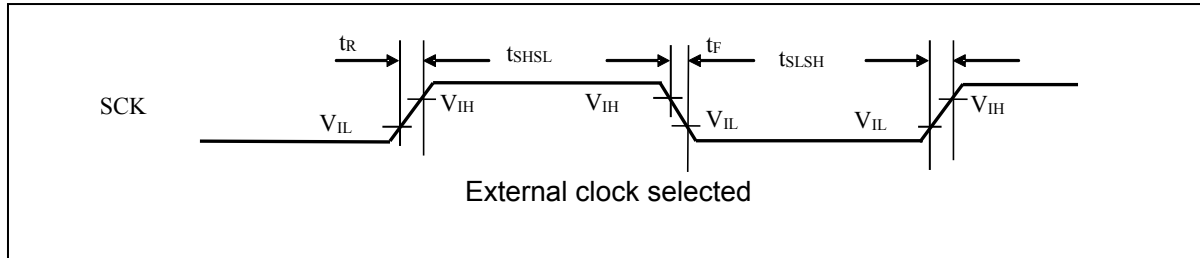 tR tSHSL tF tSLSH
SCK VIL VIH VIH VIL VIL VIH
External clock selected